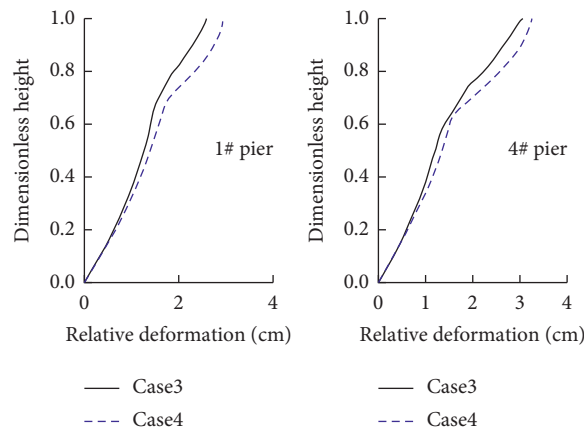 Dimensionless height
1.0
0.8
0.6
0.4
0.2
0.0
1# pier
0 2 4
Relative deformation (cm)
Case3
Case4
Dimensionless height
1.0
0.8
0.6
0.4
0.2
0.0
4# pier
0 1 2 3 4
Relative deformation (cm)
Case3
Case4